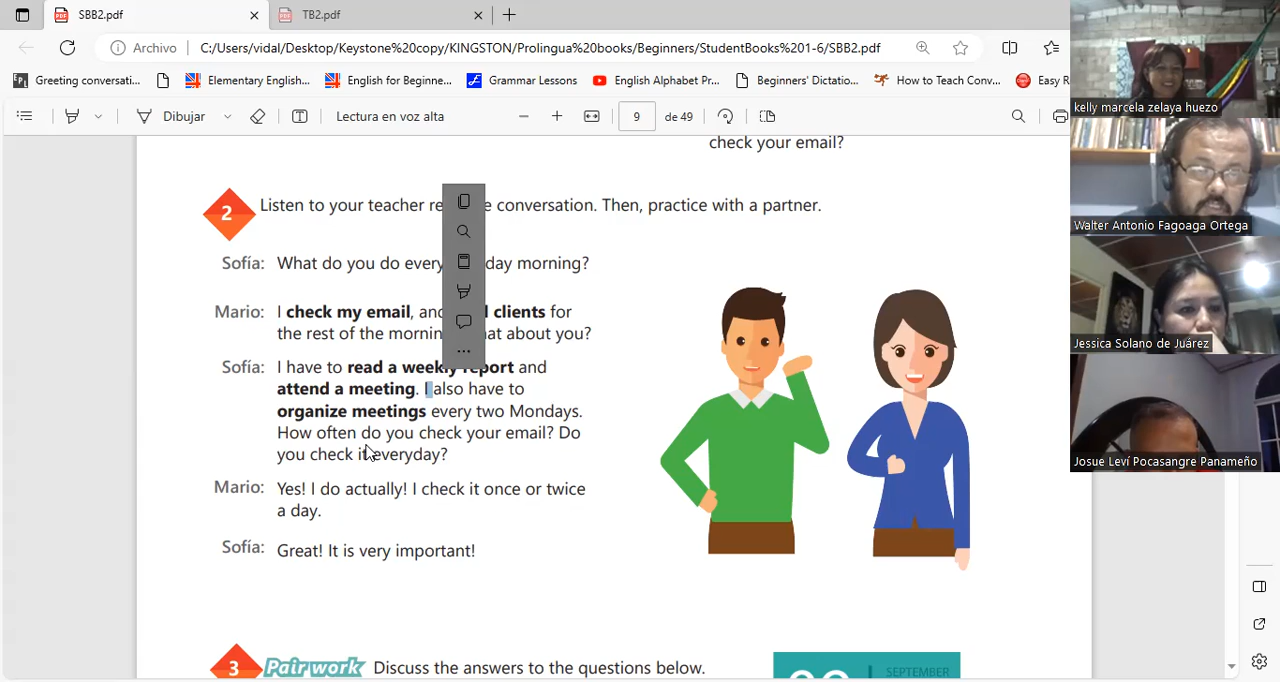 SBB2.pdf
TB2.pdf
Archivo
C:/Users/vidal/Desktop/Keystone%20copy/KINGSTON/Prolingua%20books/Beginners/StudentBooks%201-6/SBB2.pdf
Greeting conversati...
Elementary English...
English for Beginne...
Grammar Lessons
English Alphabet Pr...
Beginners' Dictatio...
How to Teach Conv...
Easy R
Dibujar
Lectura en voz alta
9
de 49
check your email?
2
Listen to your teacher re e conversation. Then, practice with a partner.
Sofía: What do you do every day morning?
Mario: I check my email, and clients for
the rest of the mornin at about you?
Sofía: I have to read a weekly report and
attend a meeting. I also have to
organize meetings every two Mondays.
How often do you check your email? Do
you check it everyday?
Mario: Yes! I do actually! I check it once or twice
a day.
Sofía: Great! It is very important!
3
Pair work
Discuss the answers to the questions below.
SEPTEMBER
kelly marcela zelaya huezo
Walter Antonio Fagoaga Ortega
Jessica Solano de Juárez
Josue Leví Pocasangre Panameño